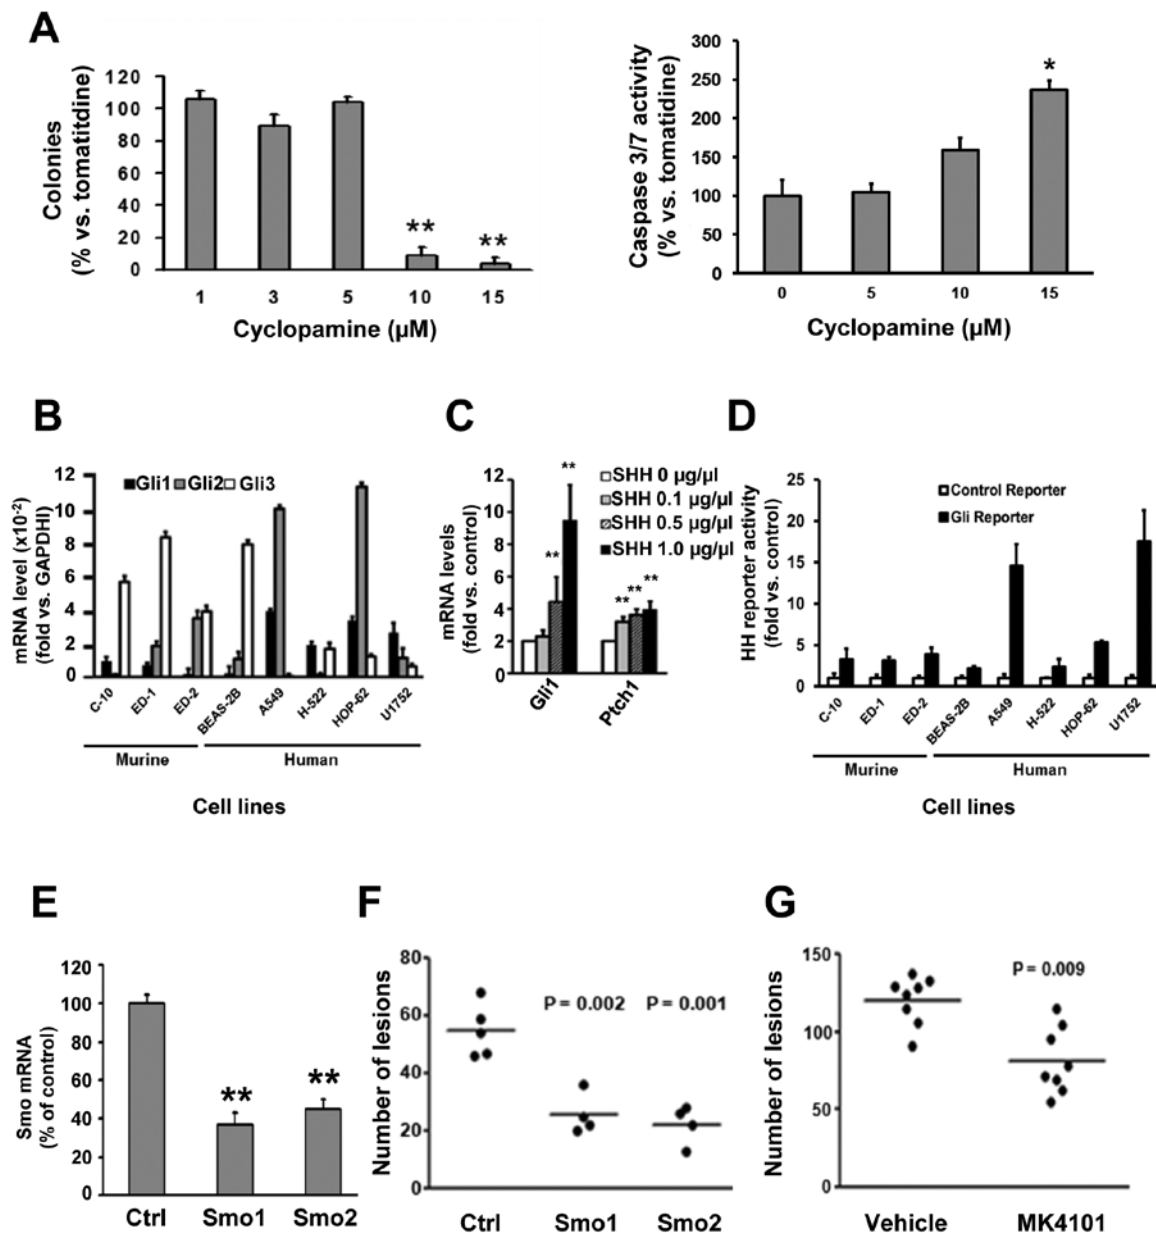 A
Colonies
(% vs. tomatitdine)
120
100
80
60
40
20
0
** **
1 3 5 10 15
Cyclopamine (µM)
Caspase 3/7 activity
(% vs. tomatidine)
300
250
200
150
100
50
0
*
0 5 10 15
Cyclopamine (µM)
B
mRNA level (x10-2)
(fold vs. GAPDHI)
12
10
8
6
4
2
0
Gli1 Gli2 Gli3
C-10 ED-1 ED-2 BEAS-2B A549 H-522 HOP-62 U1752
Murine Human
Cell lines
C
mRNA levels
(fold vs. control)
12
10
8
6
4
2
0
** **
** ** **
SHH 0 µg/µl
SHH 0.1 µg/µl
SHH 0.5 µg/µl
SHH 1.0 µg/µl
Gli1 Ptch1
D
HH reporter activity
(fold vs. control)
25
20
15
10
5
0
Control Reporter
Gli Reporter
C-10 ED-1 ED-2 BEAS-2B A549 H-522 HOP-62 U1752
Murine Human
Cell lines
E
Smo mRNA
(% of control)
120
100
80
60
40
20
0
** **
Ctrl Smo1 Smo2
F
Number of lesions
80
60
40
20
0
P = 0.002 P = 0.001
Ctrl Smo1 Smo2
G
Number of lesions
150
100
50
0
P = 0.009
Vehicle MK4101